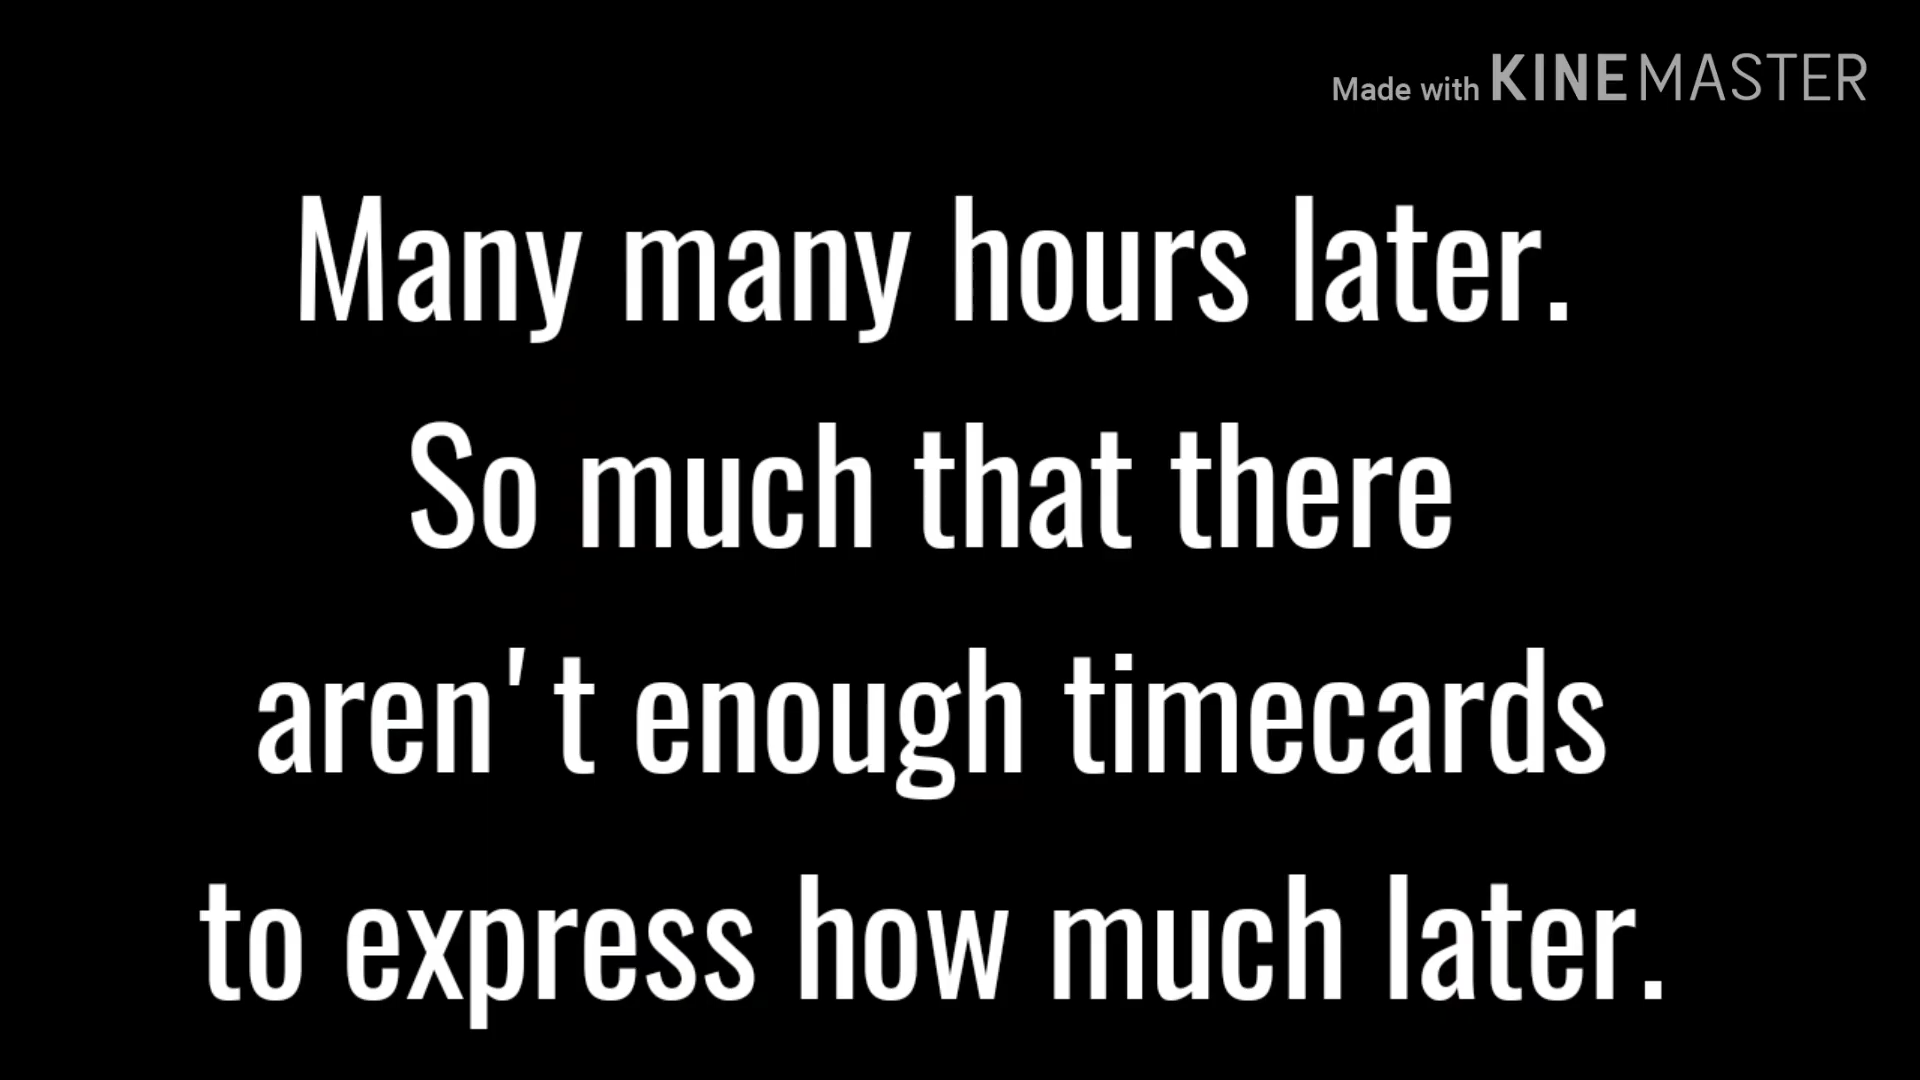 Made with KINEMASTER
Many many hours later.
So much that there
aren't enough timecards
to express how much later.